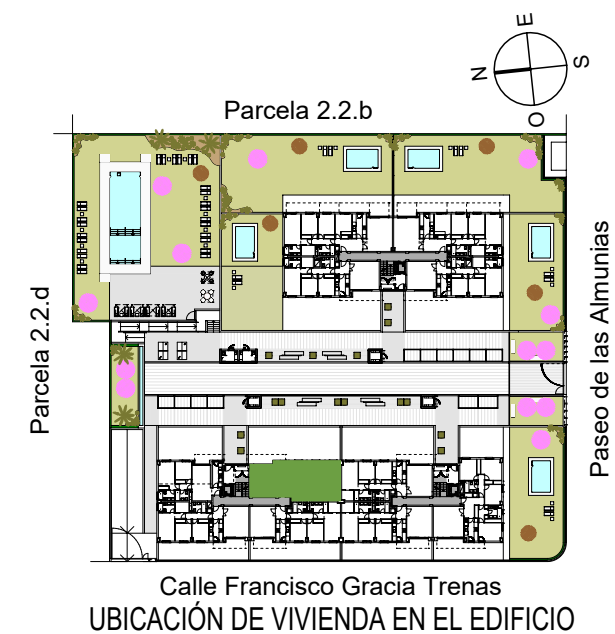 E
N
S
O
Parcela 2.2.b
Parcela 2.2.d
Paseo de las Almunias
Calle Francisco Gracia Trenas
UBICACIÓN DE VIVIENDA EN EL EDIFICIO